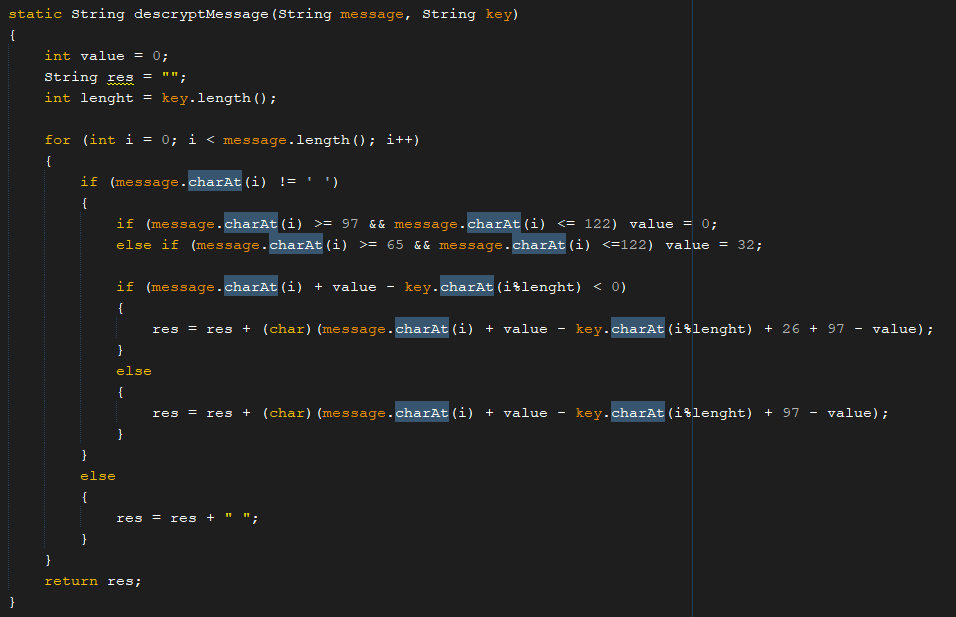 static String descryptMessage(String message, String key)
{
    int value = 0;
    String res = "";
    int lenght = key.length();
    for (int i = 0; i < message.length(); i++)
    {
        if (message.charAt(i) != ' ')
        {
            if (message.charAt(i) >= 97 && message.charAt(i) <= 122) value = 0;
            else if (message.charAt(i) >= 65 && message.charAt(i) <=122) value = 32;
            if (message.charAt(i) + value - key.charAt(i%lenght) < 0)
            {
                res = res + (char)(message.charAt(i) + value - key.charAt(i%lenght) + 26 + 97 - value);
            }
            else
            {
                res = res + (char)(message.charAt(i) + value - key.charAt(i%lenght) + 97 - value);
            }
        }
        else
        {
            res = res + " ";
        }
    }
    return res;
}